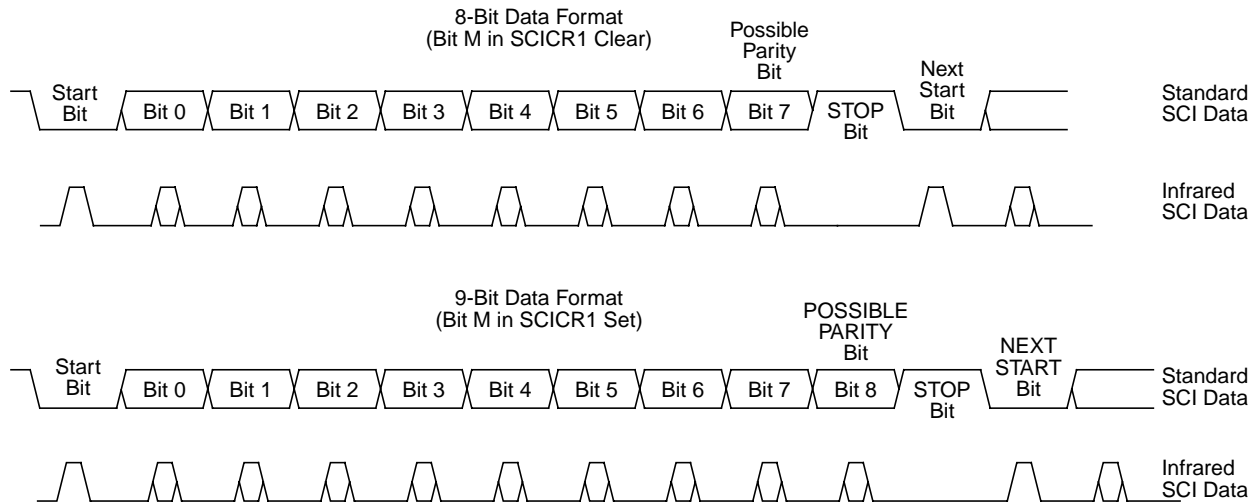 8-Bit Data Format
(Bit M in SCICR1 Clear)
Possible
Parity
Bit
Start
Bit
Bit 0
Bit 1
Bit 2
Bit 3
Bit 4
Bit 5
Bit 6
Bit 7
STOP
Bit
Next
Start
Bit
Standard
SCI Data
Infrared
SCI Data
9-Bit Data Format
(Bit M in SCICR1 Set)
POSSIBLE
PARITY
Bit
Start
Bit
Bit 0
Bit 1
Bit 2
Bit 3
Bit 4
Bit 5
Bit 6
Bit 7
Bit 8
STOP
Bit
NEXT
START
Bit
Standard
SCI Data
Infrared
SCI Data